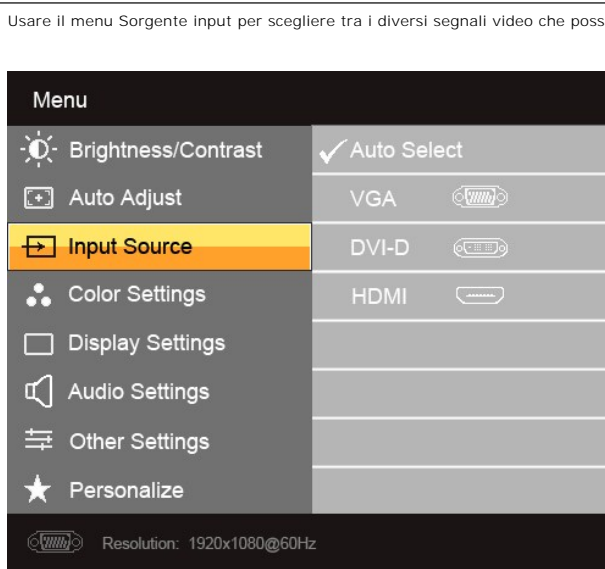 Usare il menu Sorgente input per scegliere tra i diversi segnali video che poss
Menu
Brightness/Contrast
Auto Select
Auto Adjust
VGA
Input Source
DVI-D
Color Settings
HDMI
Display Settings
Audio Settings
Other Settings
Personalize
Resolution: 1920x1080@60Hz